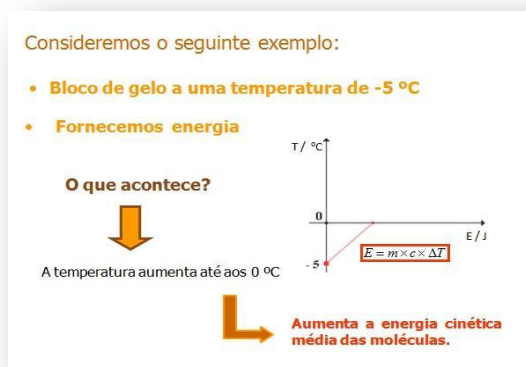 Consideremos o seguinte exemplo:
• Bloco de gelo a uma temperatura de -5 ºC
• Fornecemos energia
T / ºC
O que acontece?
0
E / J
E = m × c × ΔT
- 5
A temperatura aumenta até aos 0 ºC
Aumenta a energia cinética
média das moléculas.